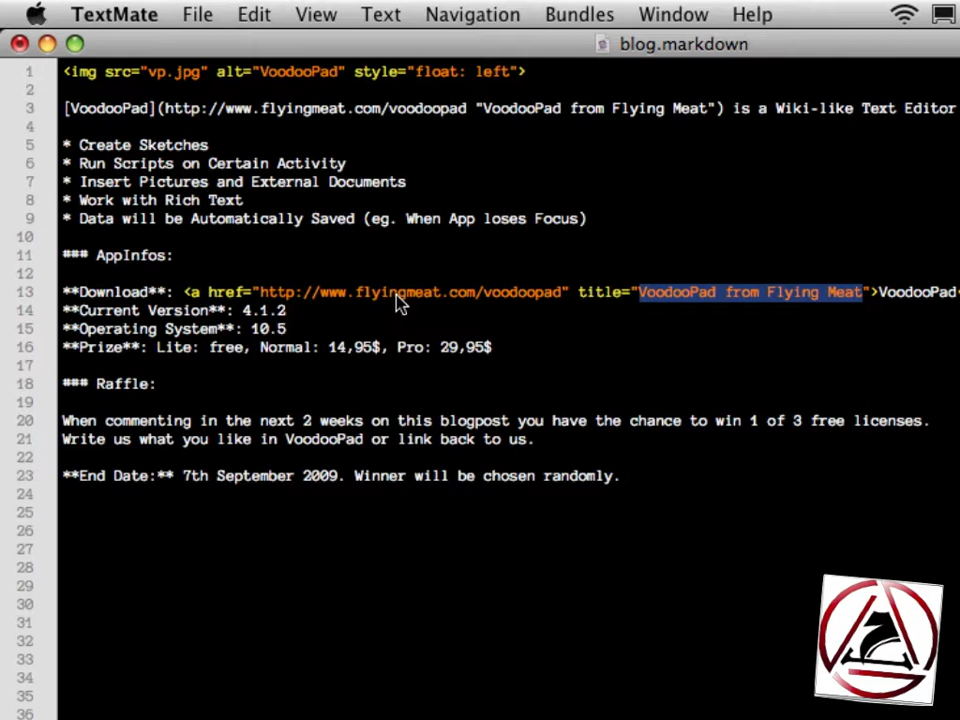 TextMate File Edit View Text Navigation Bundles Window Help
blog.markdown
1 <img src="vp.jpg" alt="VoodooPad" style="float: left">
2
3 [VoodooPad](http://www.flyingmeat.com/voodoopad "VoodooPad from Flying Meat") is a Wiki-like Text Editor
4
5 * Create Sketches
6 * Run Scripts on Certain Activity
7 * Insert Pictures and External Documents
8 * Work with Rich Text
9 * Data will be Automatically Saved (eg. When App loses Focus)
10
11 ### AppInfos:
12
13 **Download**: <a href="http://www.flyingmeat.com/voodoopad" title="VoodooPad from Flying Meat">VoodooPad<
14 **Current Version**: 4.1.2
15 **Operating System**: 10.5
16 **Prize**: Lite: free, Normal: 14,95$, Pro: 29,95$
17
18 ### Raffle:
19
20 When commenting in the next 2 weeks on this blogpost you have the chance to win 1 of 3 free licenses.
21 Write us what you like in VoodooPad or link back to us.
22
23 **End Date:** 7th September 2009. Winner will be chosen randomly.
24
25
26
27
28
29
30
31
32
33
34
35
36